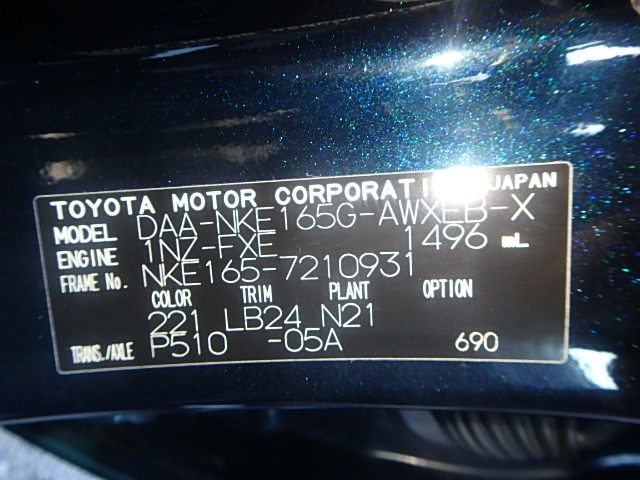 TOYOTA MOTOR CORPORATI JAPAN
MODEL DAA-NKE165G-AWXEB-X
ENGINE 1NZ-FXE 1496 mL
FRAME No. NKE165-7210931
COLOR TRIM PLANT OPTION
221 LB24 N21
TRANS./AXLE P510 -05A 690